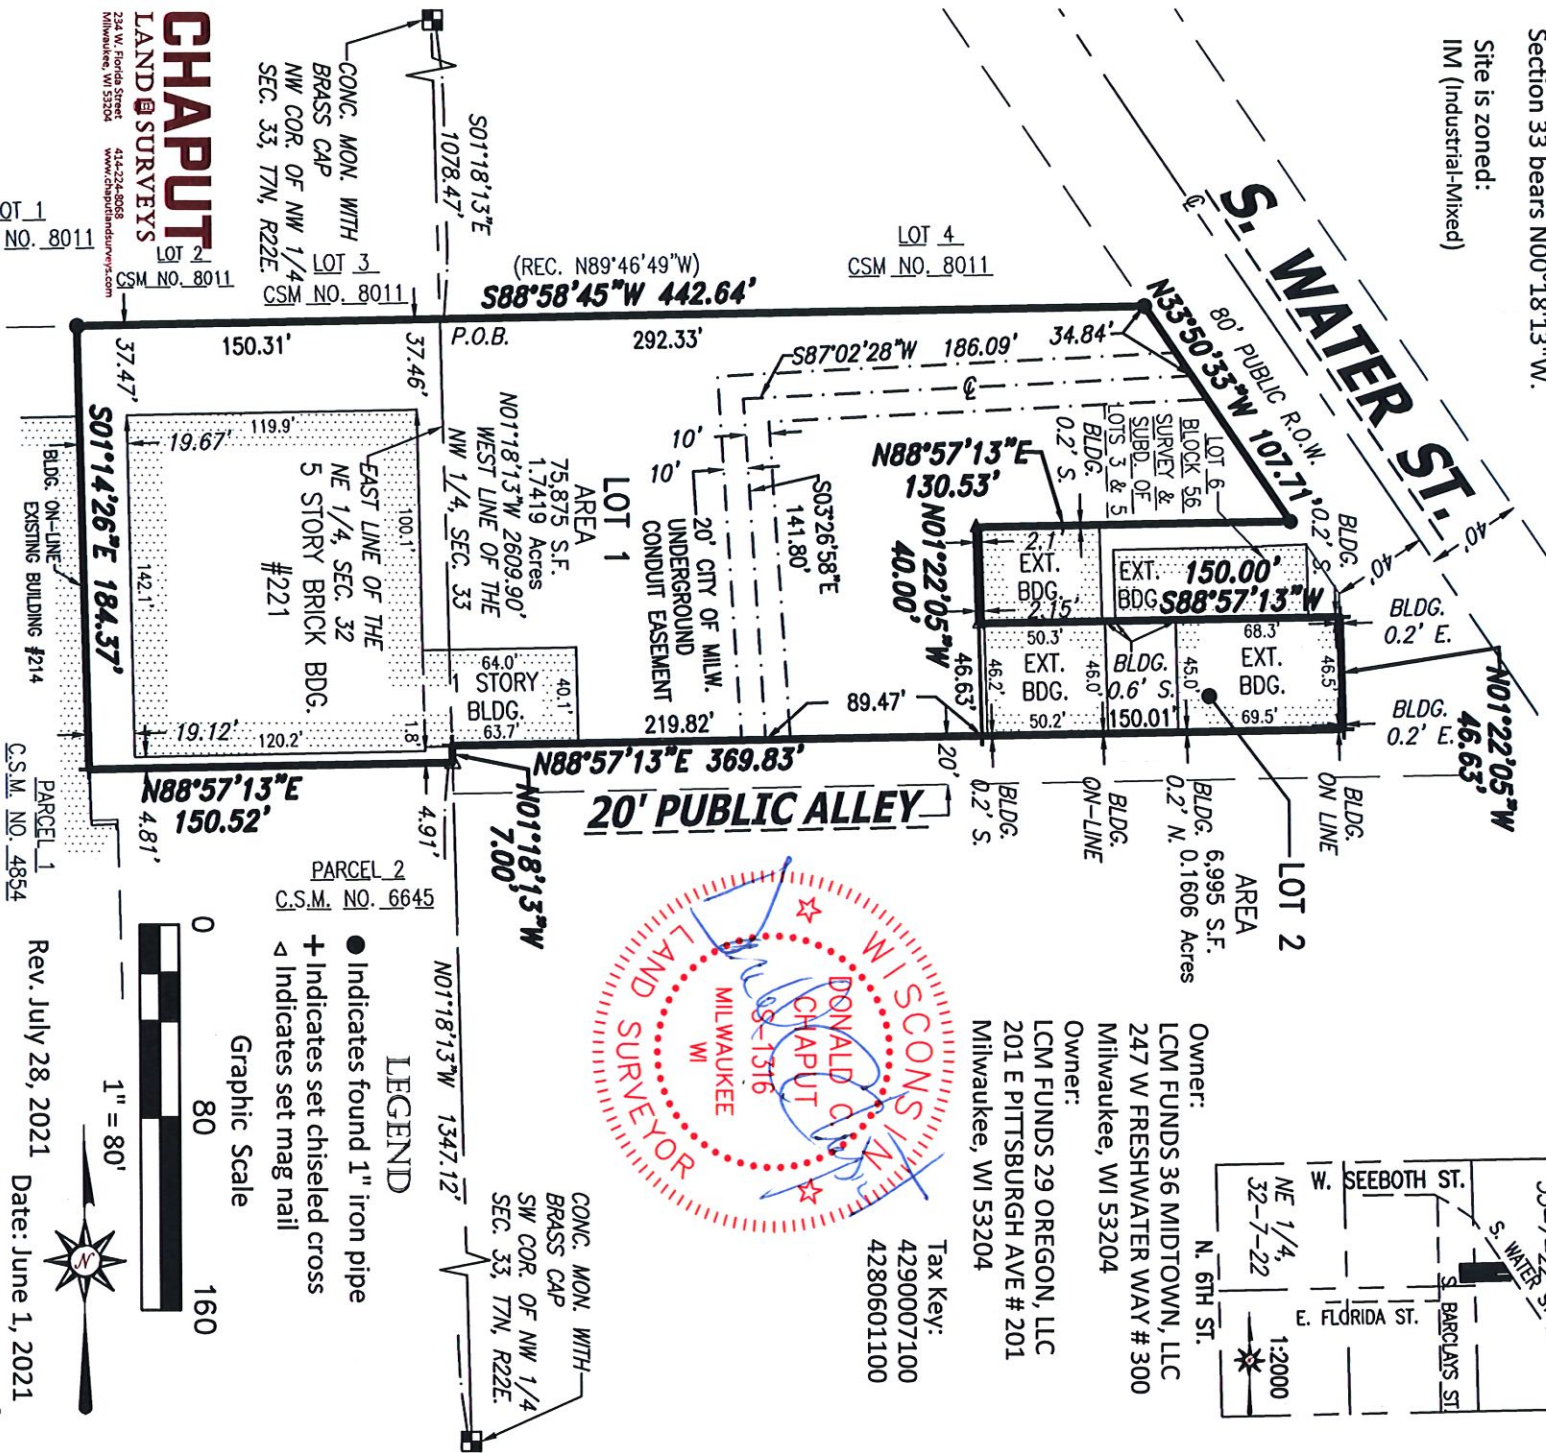 Section 33 bears N00°18'13"W.
Site is zoned:
IM (Industrial-Mixed)
CHAPUT
LAND SURVEYS
234 W. Florida Street
Milwaukee, WI 53204
414-224-8068
www.chaputlandsurveys.com
CONC. MON. WITH
BRASS CAP
NW COR. OF NW 1/4
SEC. 33, T7N, R22E.
S01°18'13"E
1078.47'
OT 1
NO. 8011
LOT 2
CSM NO. 8011
LOT 3
CSM NO. 8011
LOT 4
CSM NO. 8011
(REC. N89°46'49"W)
S88°58'45"W 442.64'
150.31'
P.O.B.
292.33'
34.84'
S. WATER ST.
80' PUBLIC R.O.W.
N33°50'33"W 107.71'
40'
40'
S87°02'28"W 186.09'
37.47'
37.46'
119.9'
19.67'
100.1'
142.1'
EAST LINE OF THE
NE 1/4, SEC. 32
5 STORY BRICK BDG.
#221
N01°18'13"W 2609.90'
WEST LINE OF THE
NW 1/4, SEC. 33
LOT 1
AREA
75,875 S.F.
1.7419 Acres
10'
10'
20' CITY OF MILW.
UNDERGROUND
CONDUIT EASEMENT
S03°26'58"E
141.80'
LOT 6
BLOCK 56
SURVEY &
SUBD. OF
LOTS 3 & 5
BLDG.
0.2' S.
N88°57'13"E
130.53'
N01°22'05"W
40.00'
2.1'
EXT.
BDG.
2.15'
EXT.
BDG.
150.00'
S88°57'13"W
BLDG.
0.2' S.
BLDG.
0.2' E.
N01°22'05"W
46.63'
BLDG.
0.2' E.
46.63'
46.2'
50.3'
EXT.
BDG.
50.2'
46.0'
BLDG.
0.6' S.
150.01'
45.0'
68.3'
EXT.
BDG.
69.5'
46.5'
S01°14'26"E 184.37'
BLDG. ON-LINE
EXISTING BUILDING #214
19.12'
120.2'
1.8'
64.0'
STORY
BLDG.
63.7'
40.1'
219.82'
89.47'
N88°57'13"E 369.83'
20'
20' PUBLIC ALLEY
N88°57'13"E
150.52'
4.81'
4.91'
N01°18'13"W
7.00'
BLDG.
0.2' S.
BLDG.
ON-LINE
BLDG.
0.2' N.
BLDG.
ON LINE
LOT 2
AREA
6,995 S.F.
0.1606 Acres
PARCEL 1
C.S.M. NO. 4854
PARCEL 2
C.S.M. NO. 6645
N01°18'13"W 1347.12'
CONC. MON. WITH
BRASS CAP
SW COR. OF NW 1/4
SEC. 33, T7N, R22E.
WISCONSIN
DONALD C.
CHAPUT
S-1316
MILWAUKEE
WI
LAND SURVEYOR
LEGEND
Indicates found 1" iron pipe
Indicates set chiseled cross
Indicates set mag nail
Graphic Scale
0 80 160
1" = 80'
N
Rev. July 28, 2021
Date: June 1, 2021
Owner:
LCM FUNDS 36 MIDTOWN, LLC
247 W FRESHWATER WAY # 300
Milwaukee, WI 53204
Owner:
LCM FUNDS 29 OREGON, LLC
201 E PITTSBURGH AVE # 201
Milwaukee, WI 53204
Tax Key:
4290007100
4280601100
W. SEEBOTH ST.
S. WATER
NE 1/4,
32-7-22
N. 6TH ST.
E. FLORIDA ST.
S. BARCLAYS ST.
1:2000